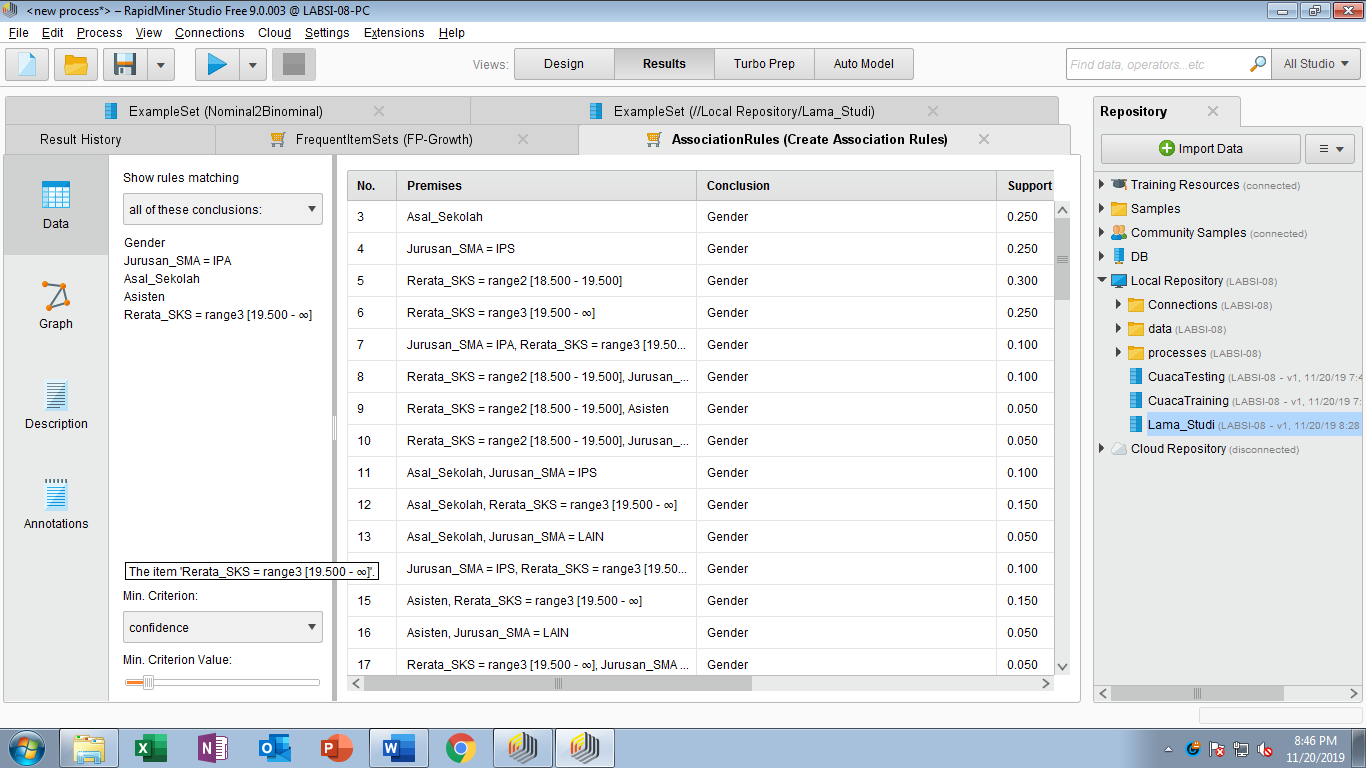 <new process*> – RapidMiner Studio Free 9.0.003 @ LABSI-08-PC
File Edit Process View Connections Cloud Settings Extensions Help
Views: Design Results Turbo Prep Auto Model
Find data, operators...etc All Studio
ExampleSet (Nominal2Binominal) ExampleSet (//Local Repository/Lama_Studi)
Result History FrequentItemSets (FP-Growth) AssociationRules (Create Association Rules)
Data
Graph
Description
Annotations
Show rules matching
all of these conclusions:
Gender
Jurusan_SMA = IPA
Asal_Sekolah
Asisten
Rerata_SKS = range3 [19.500 - ∞]
The item 'Rerata_SKS = range3 [19.500 - ∞]'.
Min. Criterion:
confidence
Min. Criterion Value:
No. Premises Conclusion Support
3 Asal_Sekolah Gender 0.250
4 Jurusan_SMA = IPS Gender 0.250
5 Rerata_SKS = range2 [18.500 - 19.500] Gender 0.300
6 Rerata_SKS = range3 [19.500 - ∞] Gender 0.250
7 Jurusan_SMA = IPA, Rerata_SKS = range3 [19.50... Gender 0.100
8 Rerata_SKS = range2 [18.500 - 19.500], Jurusan_... Gender 0.100
9 Rerata_SKS = range2 [18.500 - 19.500], Asisten Gender 0.050
10 Rerata_SKS = range2 [18.500 - 19.500], Jurusan_... Gender 0.050
11 Asal_Sekolah, Jurusan_SMA = IPS Gender 0.100
12 Asal_Sekolah, Rerata_SKS = range3 [19.500 - ∞] Gender 0.150
13 Asal_Sekolah, Jurusan_SMA = LAIN Gender 0.050
Jurusan_SMA = IPS, Rerata_SKS = range3 [19.50... Gender 0.100
15 Asisten, Rerata_SKS = range3 [19.500 - ∞] Gender 0.150
16 Asisten, Jurusan_SMA = LAIN Gender 0.050
17 Rerata_SKS = range3 [19.500 - ∞], Jurusan_SMA ... Gender 0.050
Repository
Import Data
Training Resources (connected)
Samples
Community Samples (connected)
DB
Local Repository (LABSI-08)
Connections (LABSI-08)
data (LABSI-08)
processes (LABSI-08)
CuacaTesting (LABSI-08 - v1, 11/20/19 7:4
CuacaTraining (LABSI-08 - v1, 11/20/19 7:
Lama_Studi (LABSI-08 - v1, 11/20/19 8:28
Cloud Repository (disconnected)
8:46 PM
11/20/2019